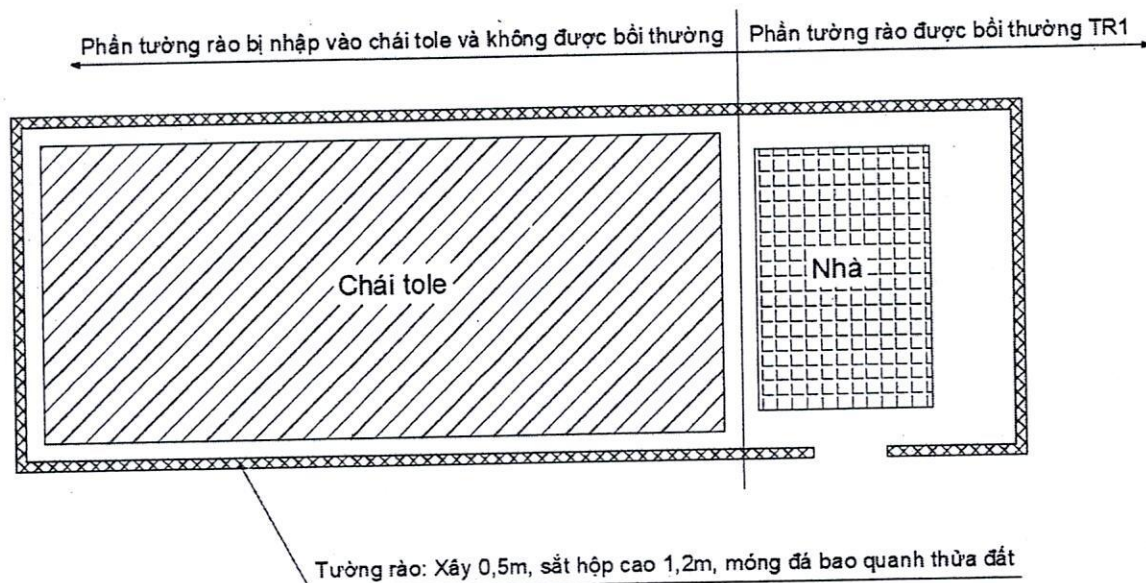 Phần tường rào bị nhập vào chái tole và không được bồi thường
Phần tường rào được bồi thường TR1
Chái tole
Nhà
Tường rào: Xây 0,5m, sắt hộp cao 1,2m, móng đá bao quanh thửa đất